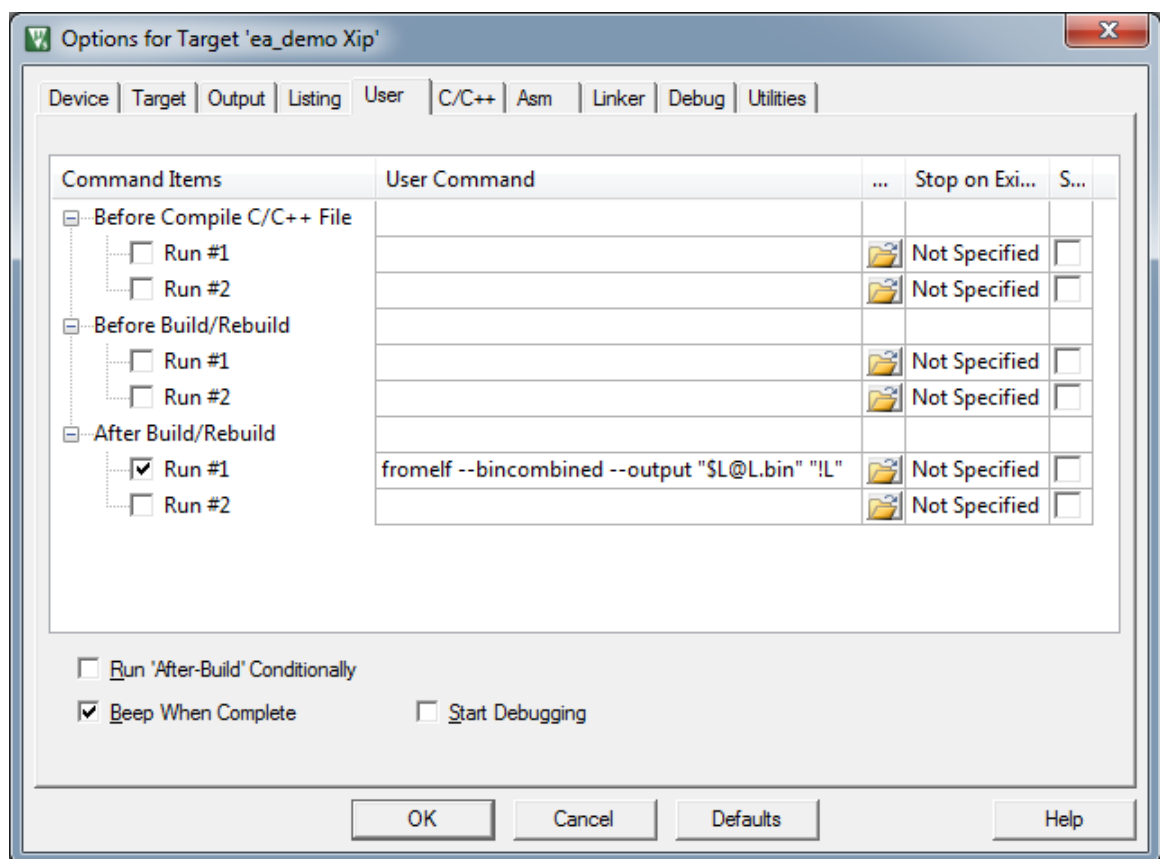 Options for Target 'ea_demo Xip'
Device Target Output Listing User C/C++ Asm Linker Debug Utilities
Command Items User Command ... Stop on Exi... S...
Before Compile C/C++ File
Run #1 Not Specified
Run #2 Not Specified
Before Build/Rebuild
Run #1 Not Specified
Run #2 Not Specified
After Build/Rebuild
Run #1 fromelf --bincombined --output "$L@L.bin" "!L" Not Specified
Run #2 Not Specified
Run 'After-Build' Conditionally
Beep When Complete Start Debugging
OK Cancel Defaults Help